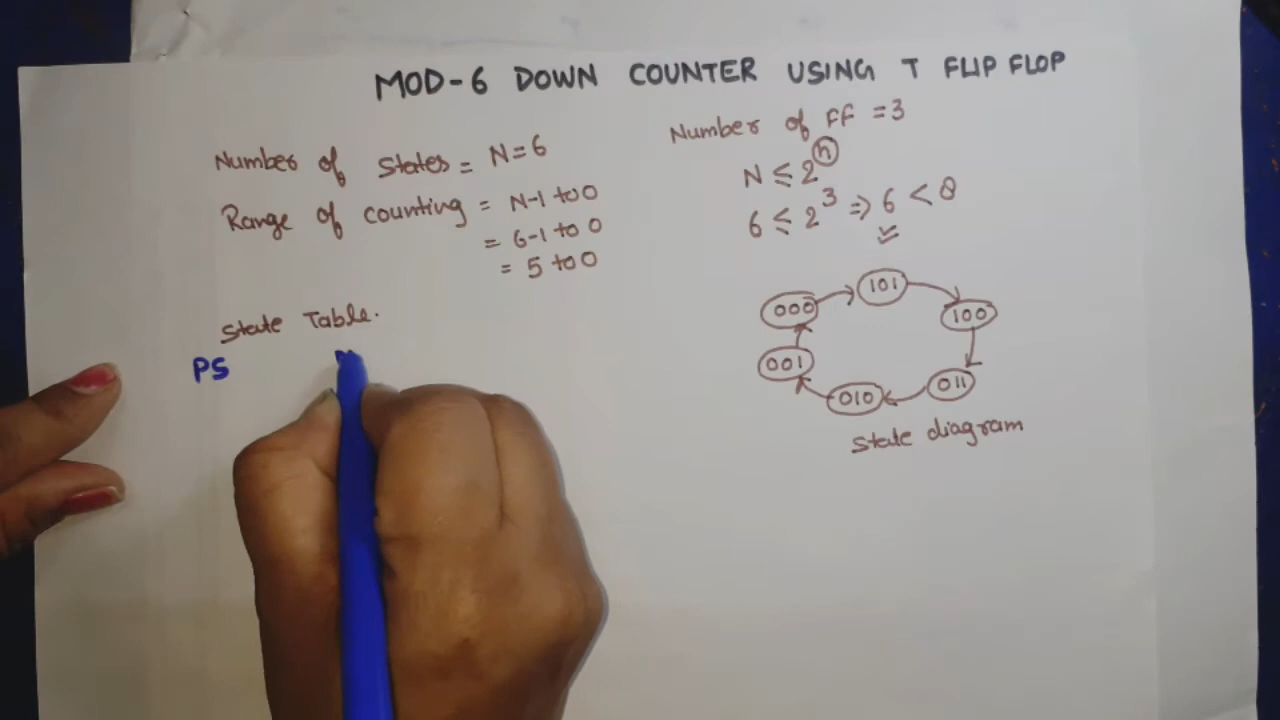 MOD-6 DOWN COUNTER USING T FLIP FLOP
Number of States = N=6
Range of counting = N-1 to 0
= 6-1 to 0
= 5 to 0
Number of FF = 3
N ≤ 2ⁿ
6 ≤ 2³ ⇒ 6 < 8
101
000
100
001
011
010
State diagram
State Table.
PS